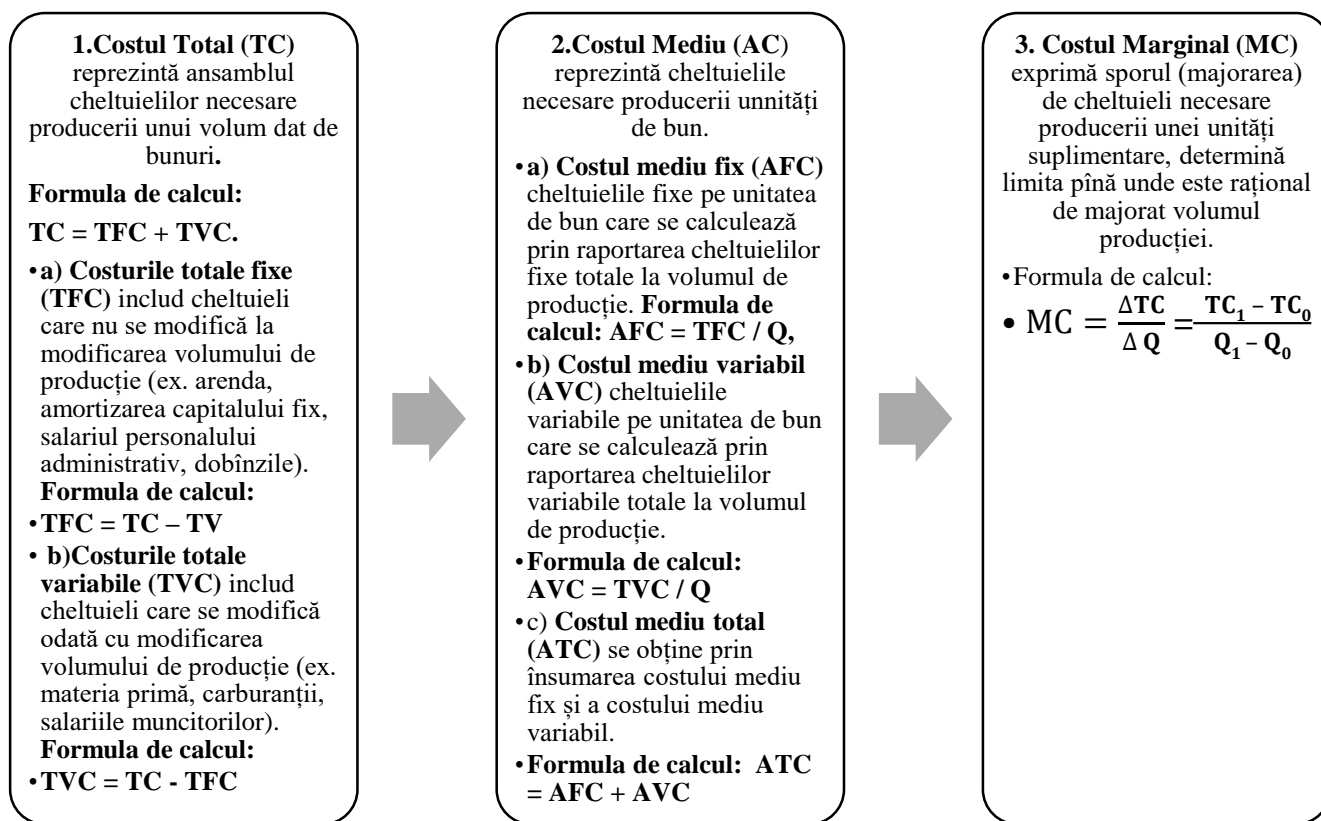 1.Costul Total (TC)
reprezintă ansamblul
cheltuielilor necesare
producerii unui volum dat de
bunuri.
Formula de calcul:
TC = TFC + TVC.
•a) Costurile totale fixe
(TFC) includ cheltuieli
care nu se modifică la
modificarea volumului de
producție (ex. arenda,
amortizarea capitalului fix,
salariul personalului
administrativ, dobînzile).
Formula de calcul:
•TFC = TC – TV
• b)Costurile totale
variabile (TVC) includ
cheltuieli care se modifică
odată cu modificarea
volumului de producție (ex.
materia primă, carburanții,
salariile muncitorilor).
Formula de calcul:
•TVC = TC - TFC
2.Costul Mediu (AC)
reprezintă cheltuielile
necesare producerii unnități
de bun.
•a) Costul mediu fix (AFC)
cheltuielile fixe pe unitatea
de bun care se calculează
prin raportarea cheltuielilor
fixe totale la volumul de
producție. Formula de
calcul: AFC = TFC / Q,
•b) Costul mediu variabil
(AVC) cheltuielile
variabile pe unitatea de bun
care se calculează prin
raportarea cheltuielilor
variabile totale la volumul
de producție.
•Formula de calcul:
AVC = TVC / Q
•c) Costul mediu total
(ATC) se obține prin
însumarea costului mediu
fix și a costului mediu
variabil.
•Formula de calcul: ATC
= AFC + AVC
3. Costul Marginal (MC)
exprimă sporul (majorarea)
de cheltuieli necesare
producerii unei unități
suplimentare, determină
limita pînă unde este rațional
de majorat volumul
producției.
•Formula de calcul:
• MC = ΔTC / Δ Q = TC₁ – TC₀ / Q₁ – Q₀